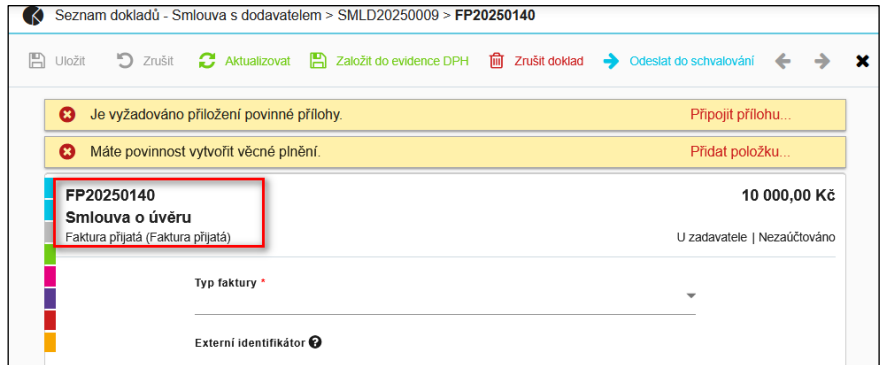 Seznam dokladů - Smlouva s dodavatelem > SMLD20250009 > FP20250140
Uložit Zrušit Aktualizovat Založit do evidence DPH Zrušit doklad Odeslat do schvalování
Je vyžadováno přiložení povinné přílohy. Připojit přílohu...
Máte povinnost vytvořit věcné plnění. Přidat položku...
FP20250140 10 000,00 Kč
Smlouva o úvěru
Faktura přijatá (Faktura přijatá) U zadavatele | Nezaúčtováno
Typ faktury *
Externí identifikátor ?